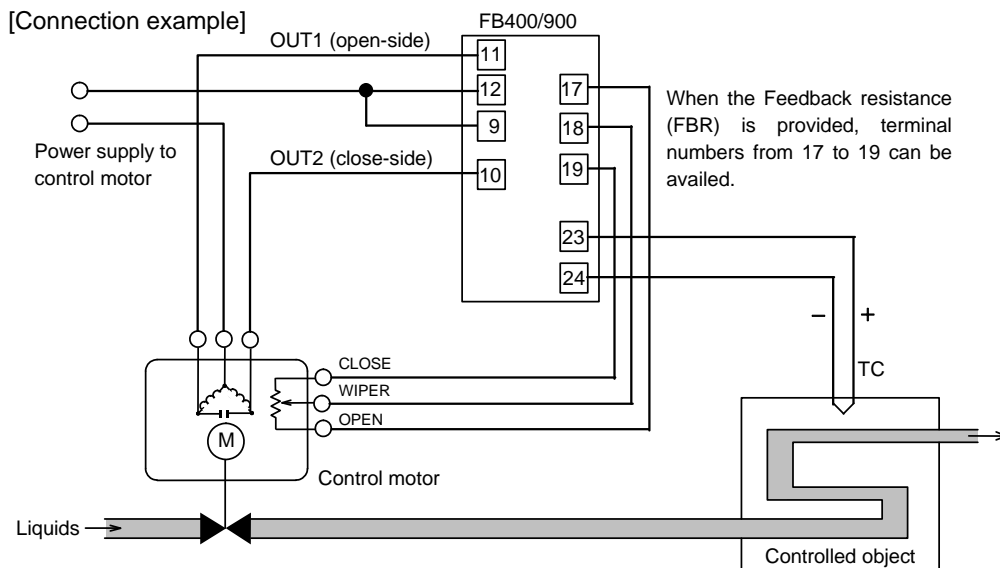 [Connection example]
FB400/900
OUT1 (open-side)
11
12
9
10
17
18
19
23
24
When the Feedback resistance
(FBR) is provided, terminal
numbers from 17 to 19 can be
availed.
Power supply to
control motor
OUT2 (close-side)
– +
TC
CLOSE
WIPER
OPEN
M
Control motor
Liquids
Controlled object